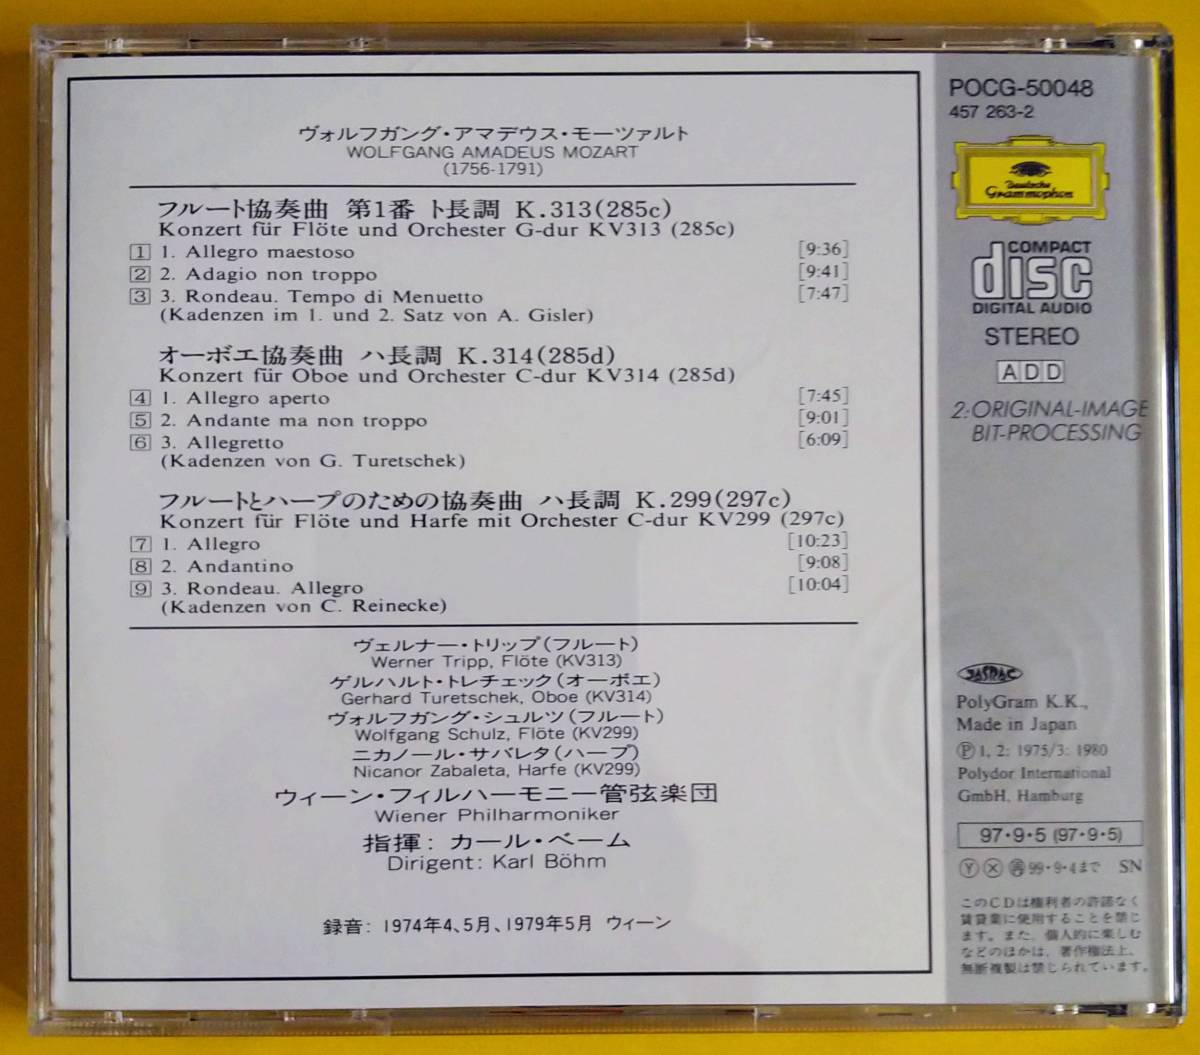 ヴォルフガング・アマデウス・モーツァルト
WOLFGANG AMADEUS MOZART
(1756-1791)
フルート協奏曲 第1番 ト長調 K.313(285c)
Konzert für Flöte und Orchester G-dur KV313 (285c)
1 1. Allegro maestoso [9:36]
2 2. Adagio non troppo [9:41]
3 3. Rondeau. Tempo di Menuetto [7:47]
(Kadenzen im 1. und 2. Satz von A. Gisler)
オーボエ協奏曲 ハ長調 K.314(285d)
Konzert für Oboe und Orchester C-dur KV314 (285d)
4 1. Allegro aperto [7:45]
5 2. Andante ma non troppo [9:01]
6 3. Allegretto [6:09]
(Kadenzen von G. Turetschek)
フルートとハープのための協奏曲 ハ長調 K.299(297c)
Konzert für Flöte und Harfe mit Orchester C-dur KV299 (297c)
7 1. Allegro [10:23]
8 2. Andantino [9:08]
9 3. Rondeau. Allegro [10:04]
(Kadenzen von C. Reinecke)
ヴェルナー・トリップ(フルート)
Werner Tripp, Flöte (KV313)
ゲルハルト・トレチェック(オーボエ)
Gerhard Turetschek, Oboe (KV314)
ヴォルフガング・シュルツ(フルート)
Wolfgang Schulz, Flöte (KV299)
ニカノール・サバレタ(ハープ)
Nicanor Zabaleta, Harfe (KV299)
ウィーン・フィルハーモニー管弦楽団
Wiener Philharmoniker
指揮: カール・ベーム
Dirigent: Karl Böhm
録音: 1974年4、5月、1979年5月 ウィーン
POCG-50048
457 263-2
Deutsche
Grammophon
COMPACT
disc
DIGITAL AUDIO
STEREO
ADD
2: ORIGINAL-IMAGE
BIT-PROCESSING
JASRAC
PolyGram K.K.,
Made in Japan
Ⓟ 1, 2: 1975/3: 1980
Polydor International
GmbH, Hamburg
97・9・5 (97・9・5)
Ⓨ Ⓧ 99・9・4まで SN
このCDは権利者の許諾なく
賃貸業に使用することを禁じ
ます。また、個人的に楽しむ
などのほかは、著作権法上、
無断複製は禁じられています。